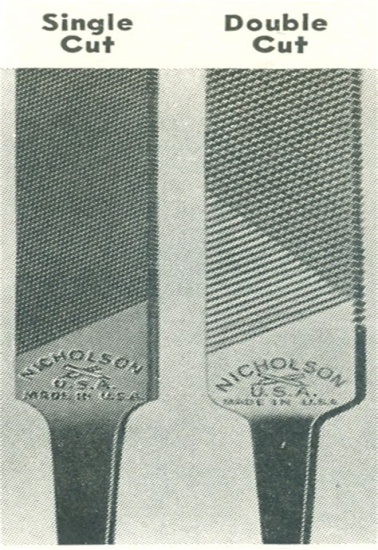 Single
Cut
Double
Cut
NICHOLSON
U.S.A.
MADE IN U.S.A.
NICHOLSON
U.S.A.
MADE IN U.S.A.